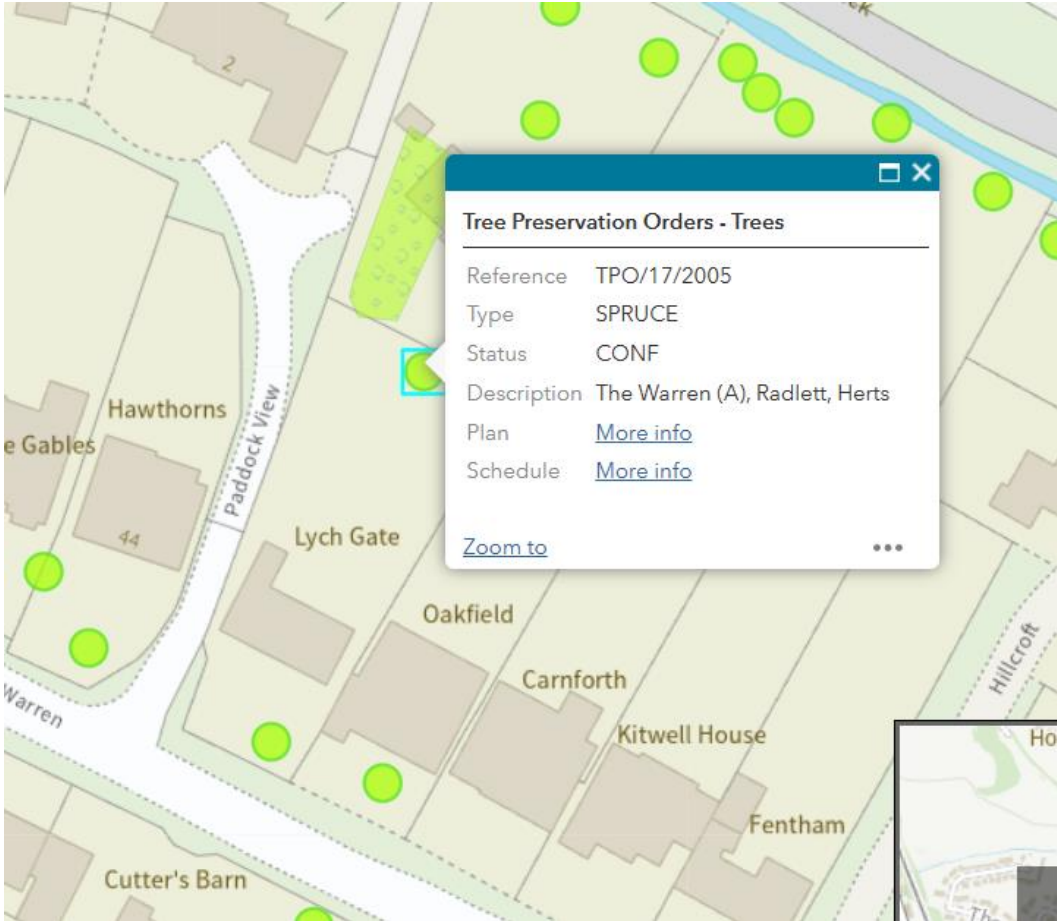 2
Tree Preservation Orders - Trees
Reference TPO/17/2005
Type SPRUCE
Status CONF
Description The Warren (A), Radlett, Herts
Plan More info
Schedule More info
Zoom to
Hawthorns
e Gables
Paddock View
44
Lych Gate
Oakfield
Carnforth
Hillcroft
Warren
Kitwell House
Ho
Fentham
Cutter's Barn
The